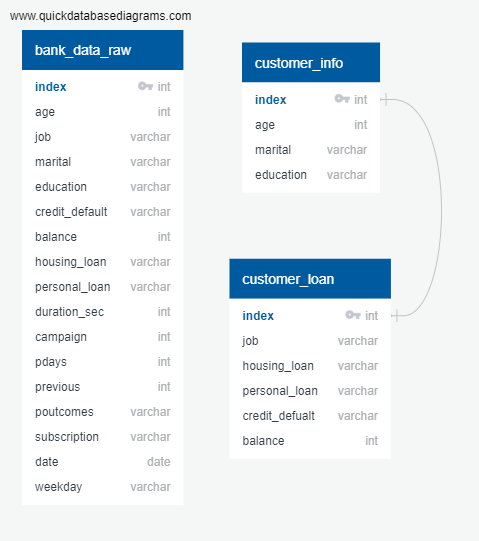 www.quickdatabasediagrams.com
bank_data_raw
index int
age int
job varchar
marital varchar
education varchar
credit_default varchar
balance int
housing_loan varchar
personal_loan varchar
duration_sec int
campaign int
pdays int
previous int
poutcomes varchar
subscription varchar
date date
weekday varchar
customer_info
index int
age int
marital varchar
education varchar
customer_loan
index int
job varchar
housing_loan varchar
personal_loan varchar
credit_defualt varchar
balance int